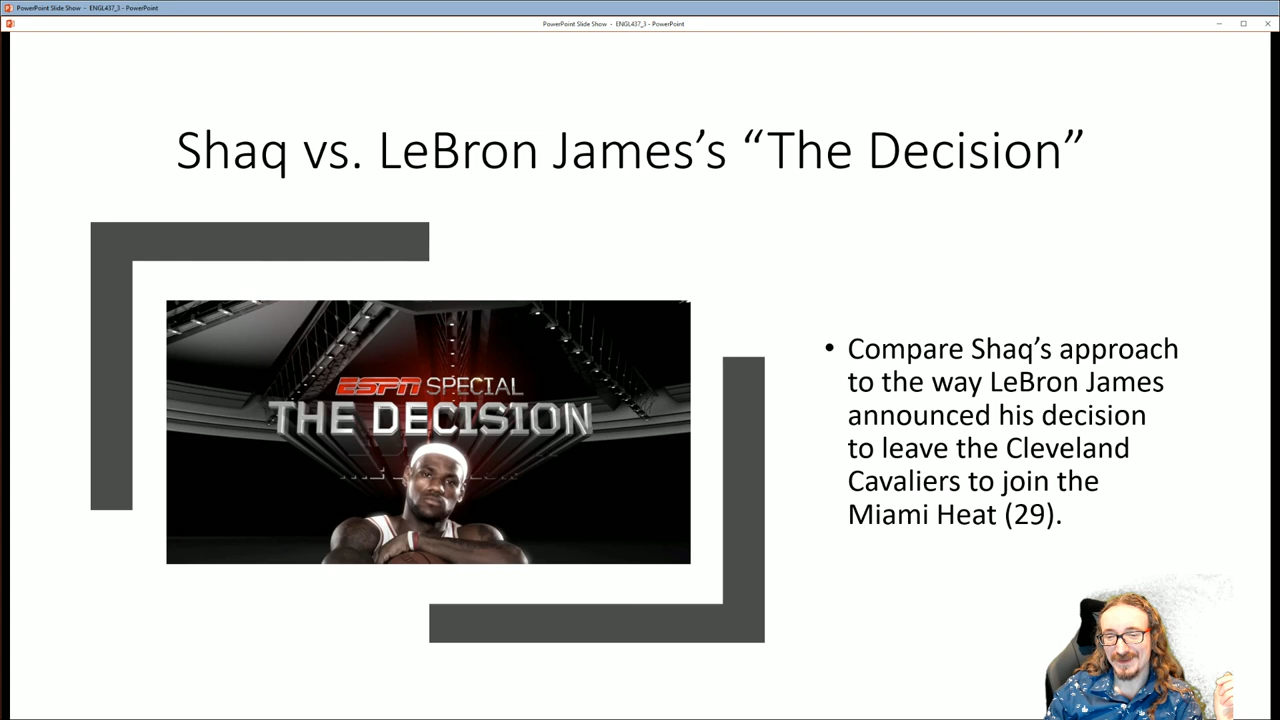 PowerPoint Slide Show - ENGL437_3 - PowerPoint
PowerPoint Slide Show - ENGL437_3 - PowerPoint
Shaq vs. LeBron James’s “The Decision”
ESPN SPECIAL
THE DECISION
• Compare Shaq’s approach
to the way LeBron James
announced his decision
to leave the Cleveland
Cavaliers to join the
Miami Heat (29).